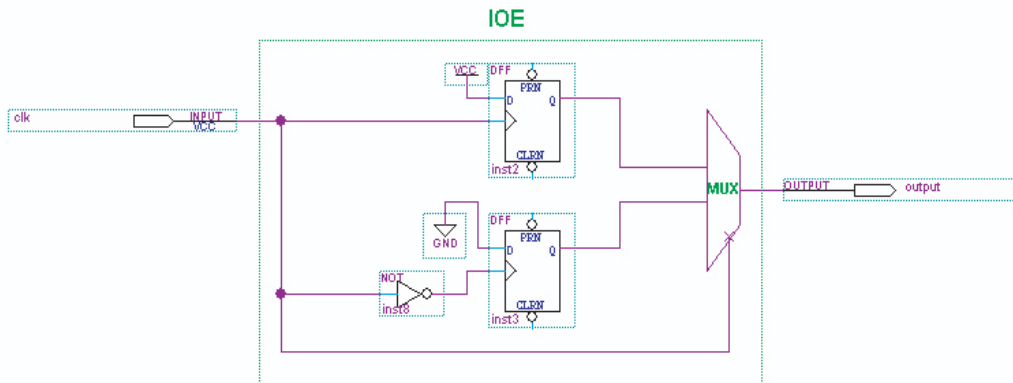 IOE
VCC
DFF
PRN
D
Q
clk
INPUT
VCC
CLRN
inst2
MUX
OUTPUT
output
GND
DFF
PRN
D
Q
NOT
inst8
CLRN
inst3